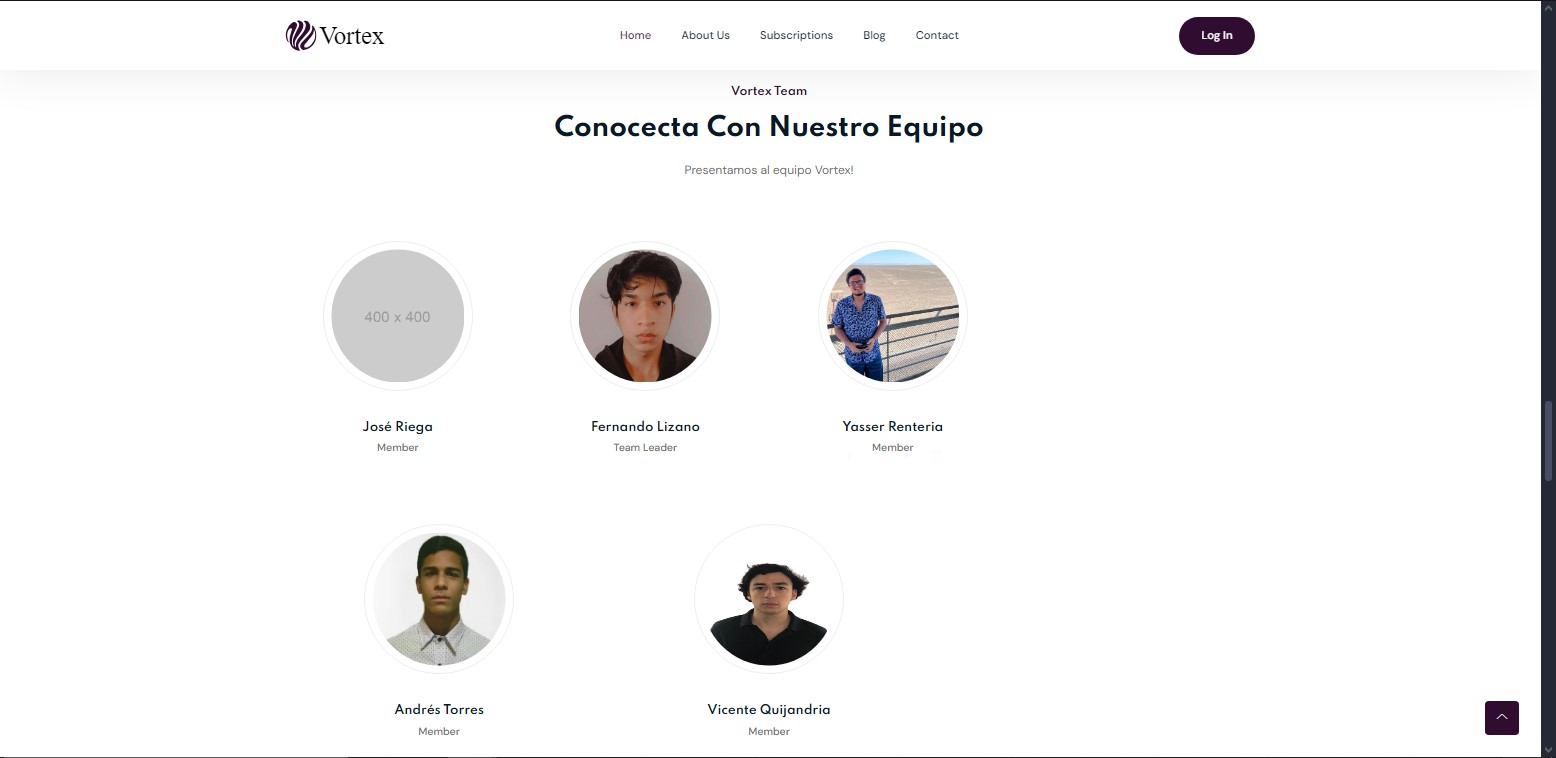 Vortex
Home About Us Subscriptions Blog Contact
Log In
Vortex Team
Conocecta Con Nuestro Equipo
Presentamos al equipo Vortex!
400 x 400
José Riega Fernando Lizano Yasser Renteria
Member Team Leader Member
Andrés Torres Vicente Quijandria
Member Member